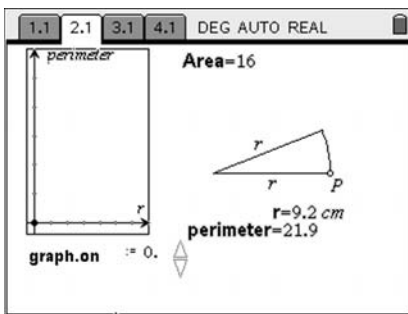 1.1 2.1 3.1 4.1 DEG AUTO REAL
perimeter
Area=16
r
r
r
P
r=9.2 cm
perimeter=21.9
graph.on := 0.